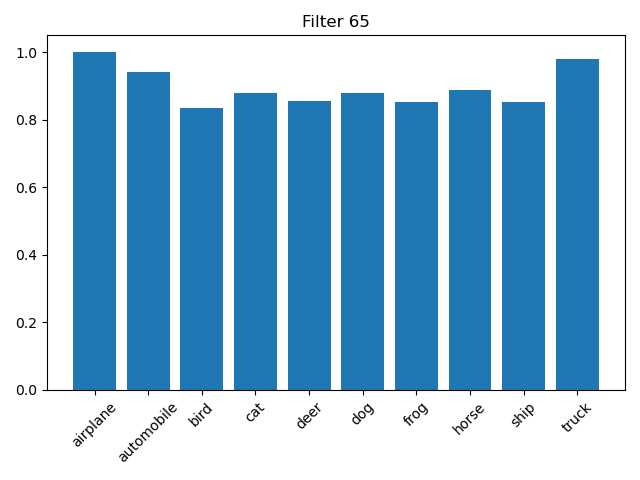 Filter 65
1.0
0.8
0.6
0.4
0.2
0.0
airplane
automobile
bird
cat
deer
dog
frog
horse
ship
truck